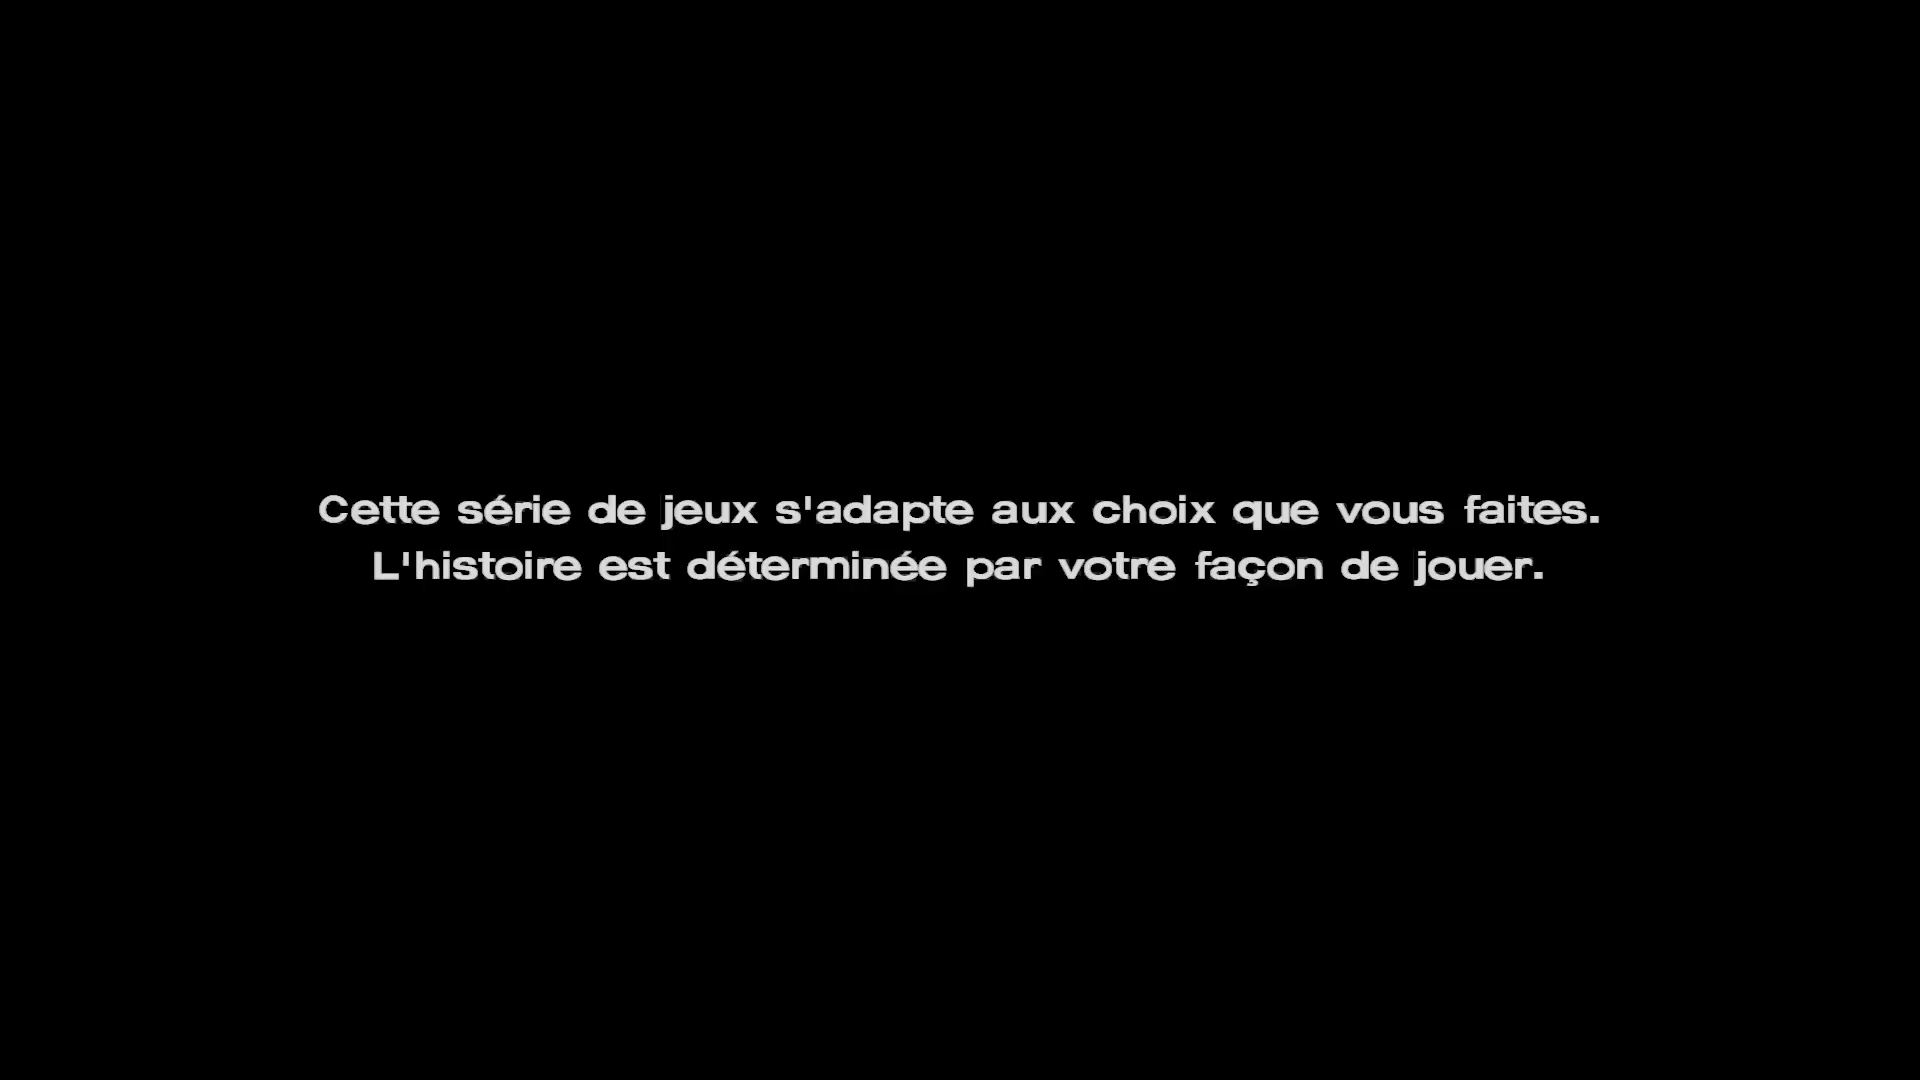 Cette série de jeux s'adapte aux choix que vous faites.
L'histoire est déterminée par votre façon de jouer.